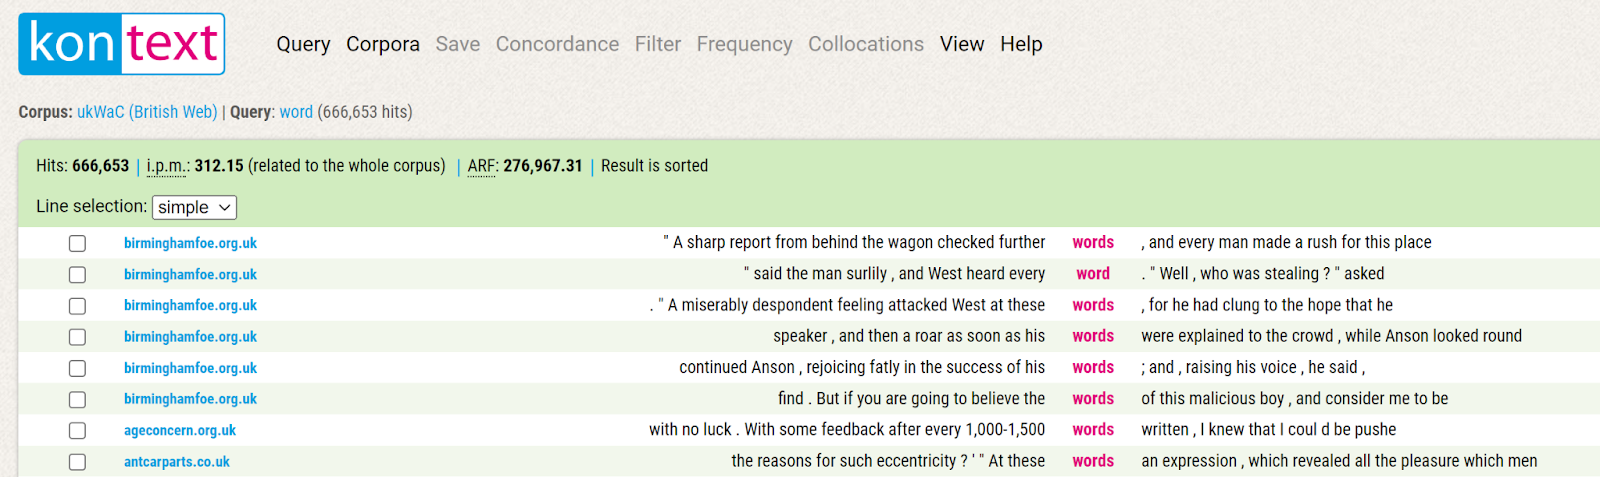 kontext Query Corpora Save Concordance Filter Frequency Collocations View Help
Corpus: ukWaC (British Web) | Query: word (666,653 hits)
Hits: 666,653 | i.p.m.: 312.15 (related to the whole corpus) | ARF: 276,967.31 | Result is sorted
Line selection: simple
birminghamfoe.org.uk " A sharp report from behind the wagon checked further words , and every man made a rush for this place
birminghamfoe.org.uk " said the man surlily , and West heard every word . " Well , who was stealing ? " asked
birminghamfoe.org.uk . " A miserably despondent feeling attacked West at these words , for he had clung to the hope that he
birminghamfoe.org.uk speaker , and then a roar as soon as his words were explained to the crowd , while Anson looked round
birminghamfoe.org.uk continued Anson , rejoicing fatly in the success of his words ; and , raising his voice , he said ,
birminghamfoe.org.uk find . But if you are going to believe the words of this malicious boy , and consider me to be
ageconcern.org.uk with no luck . With some feedback after every 1,000-1,500 words written , I knew that I coul d be pushe
antcarparts.co.uk the reasons for such eccentricity ? ' " At these words an expression , which revealed all the pleasure which men